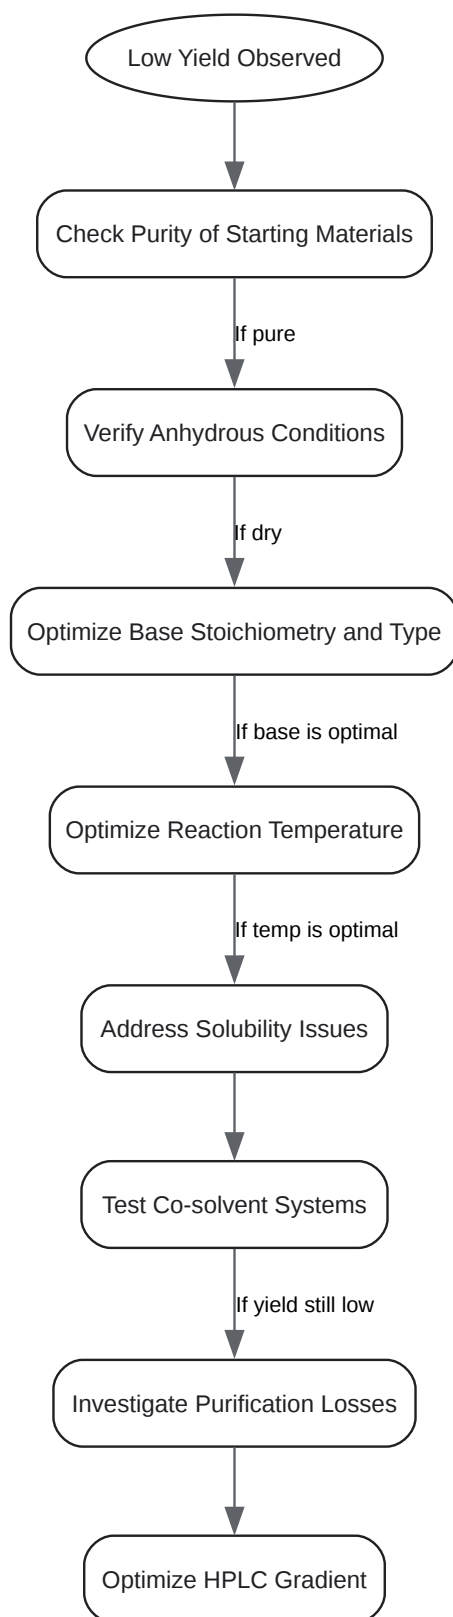 Low Yield Observed
Check Purity of Starting Materials
If pure
Verify Anhydrous Conditions
If dry
Optimize Base Stoichiometry and Type
If base is optimal
Optimize Reaction Temperature
If temp is optimal
Address Solubility Issues
Test Co-solvent Systems
If yield still low
Investigate Purification Losses
Optimize HPLC Gradient